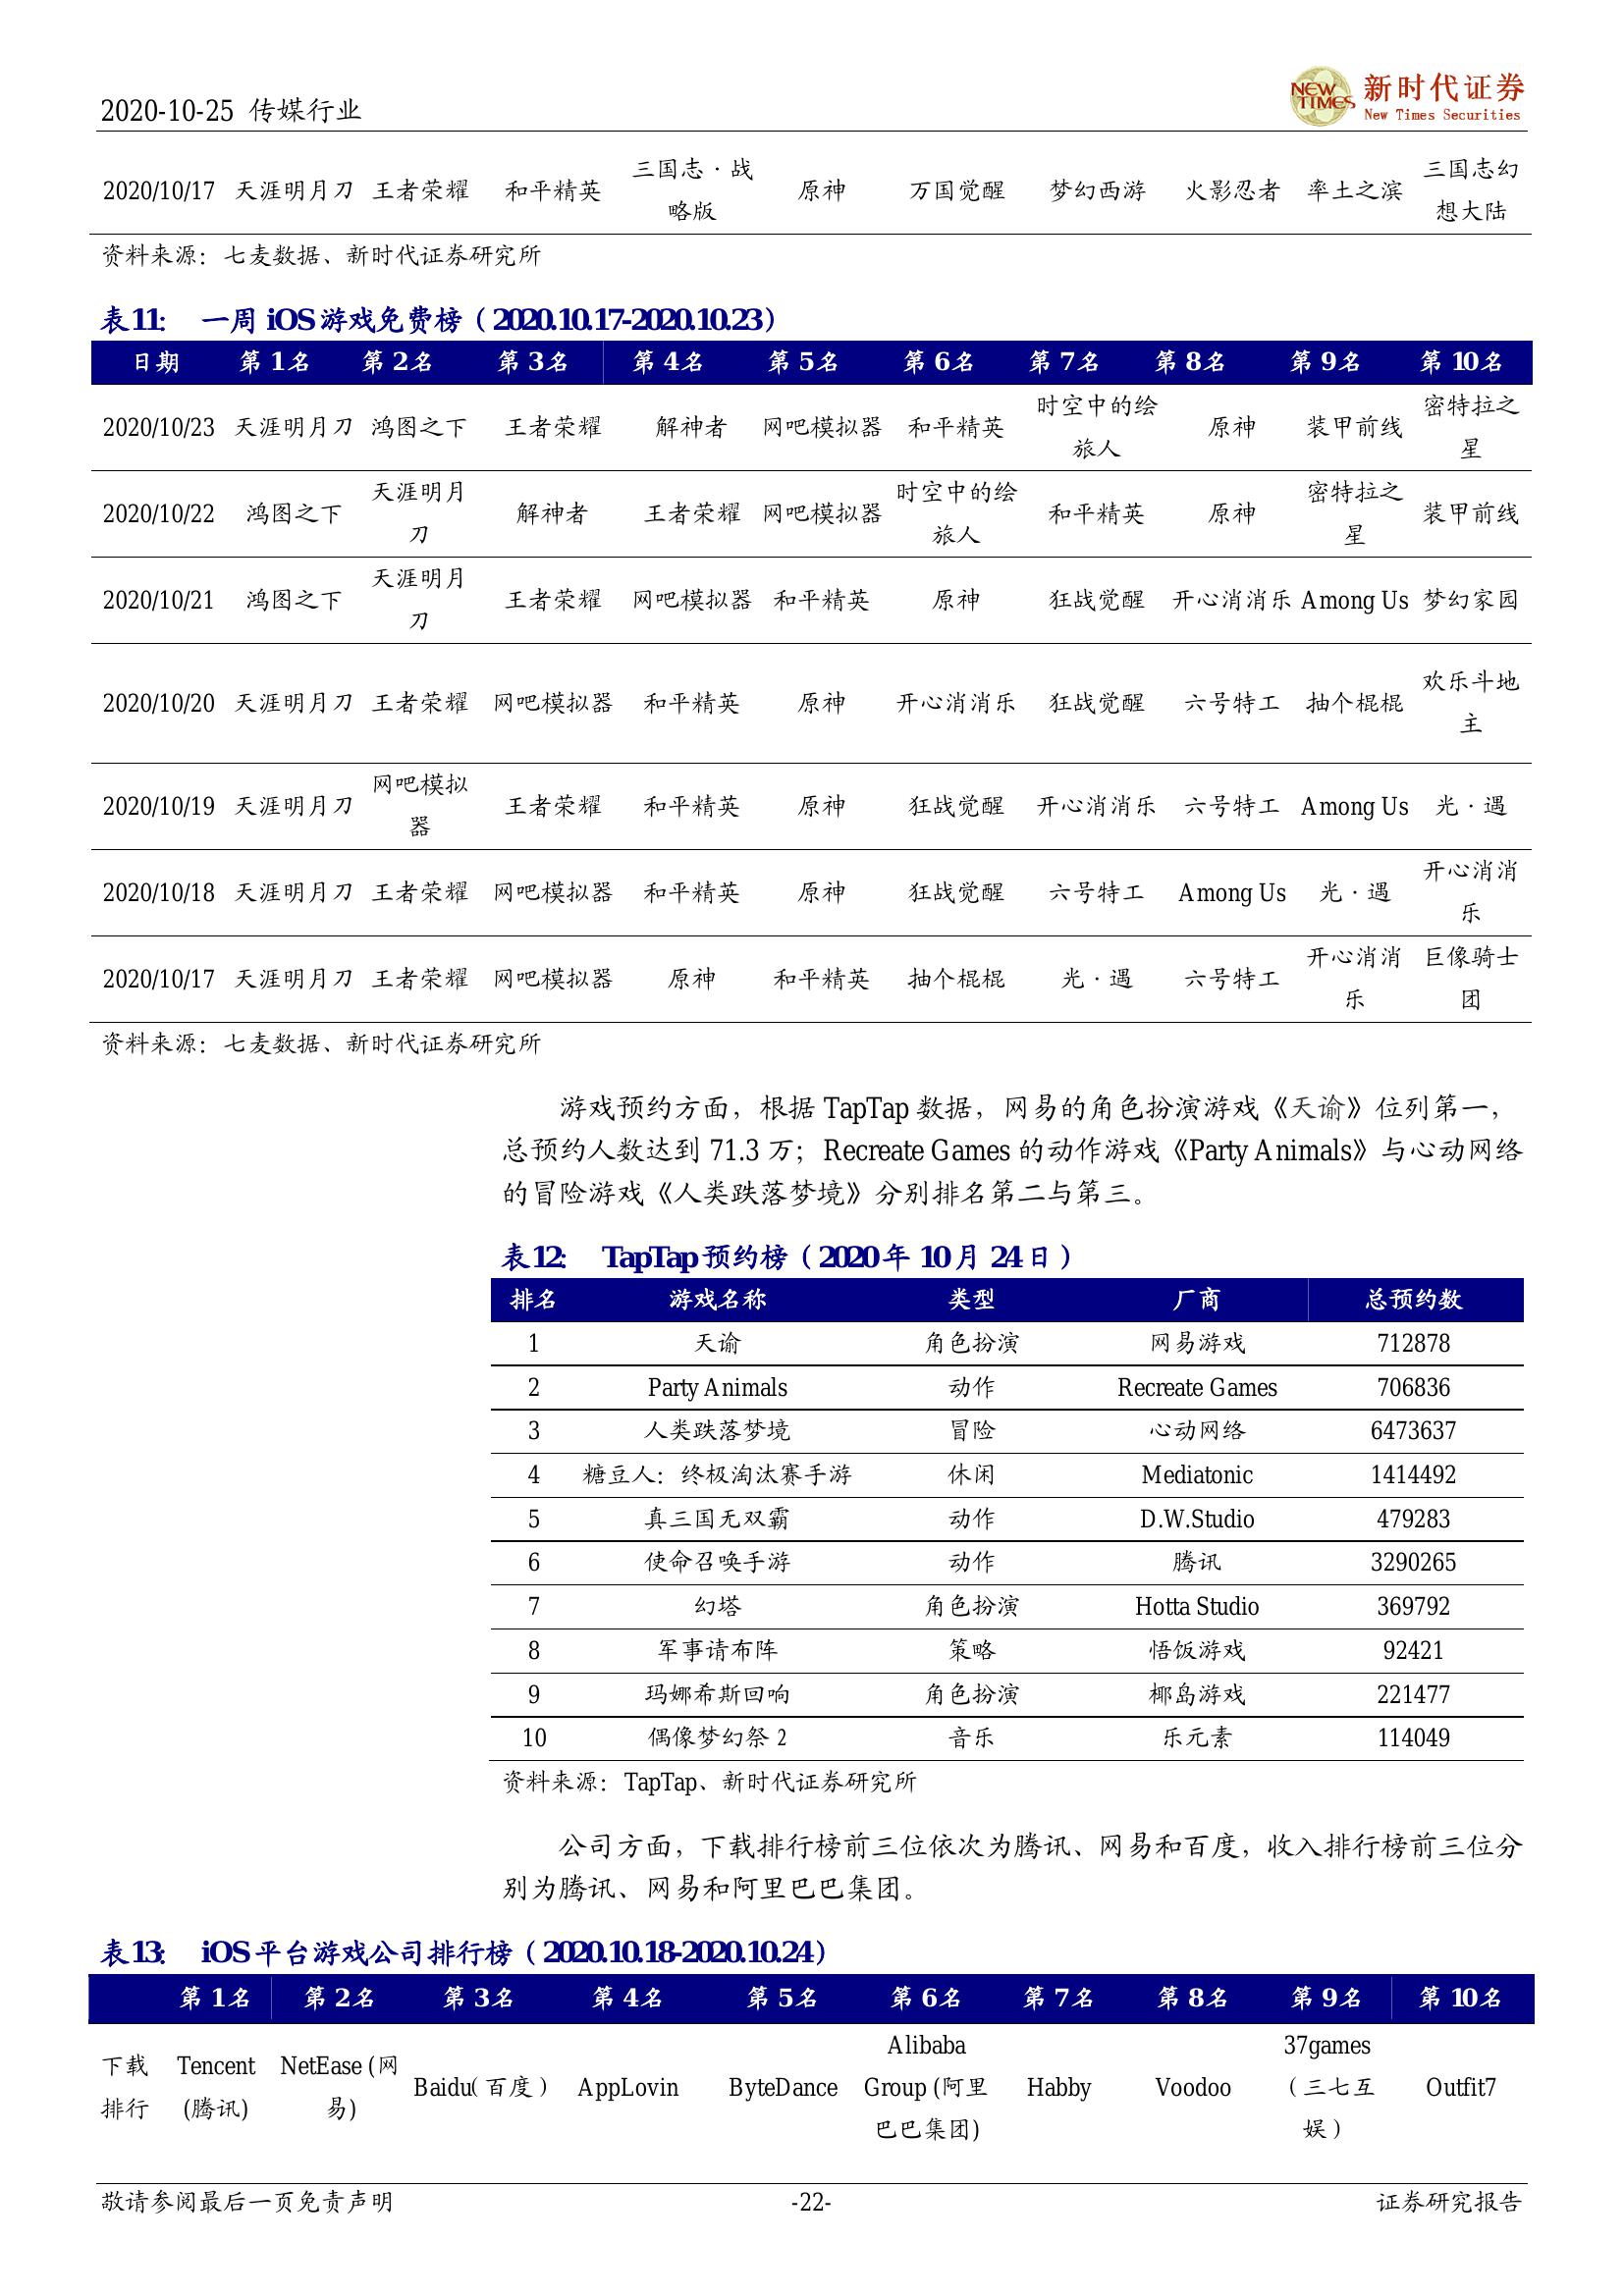 2020-10-25 传媒行业
NEW TIMES 新时代证券
New Times Securities
2020/10/17 天涯明月刀 王者荣耀 和平精英 三国志·战略版 原神 万国觉醒 梦幻西游 火影忍者 率土之滨 三国志幻想大陆
资料来源：七麦数据、新时代证券研究所
表11： 一周 iOS 游戏免费榜（2020.10.17-2020.10.23）
日期 第 1名 第 2名 第 3名 第 4名 第 5名 第 6名 第 7名 第 8名 第 9名 第 10名
2020/10/23 天涯明月刀 鸿图之下 王者荣耀 解神者 网吧模拟器 和平精英 时空中的绘旅人 原神 装甲前线 密特拉之星
2020/10/22 鸿图之下 天涯明月刀 解神者 王者荣耀 网吧模拟器 时空中的绘旅人 和平精英 原神 密特拉之星 装甲前线
2020/10/21 鸿图之下 天涯明月刀 王者荣耀 网吧模拟器 和平精英 原神 狂战觉醒 开心消消乐 Among Us 梦幻家园
2020/10/20 天涯明月刀 王者荣耀 网吧模拟器 和平精英 原神 开心消消乐 狂战觉醒 六号特工 抽个棍棍 欢乐斗地主
2020/10/19 天涯明月刀 网吧模拟器 王者荣耀 和平精英 原神 狂战觉醒 开心消消乐 六号特工 Among Us 光·遇
2020/10/18 天涯明月刀 王者荣耀 网吧模拟器 和平精英 原神 狂战觉醒 六号特工 Among Us 光·遇 开心消消乐
2020/10/17 天涯明月刀 王者荣耀 网吧模拟器 原神 和平精英 抽个棍棍 光·遇 六号特工 开心消消乐 巨像骑士团
资料来源：七麦数据、新时代证券研究所
游戏预约方面，根据 TapTap 数据，网易的角色扮演游戏《天谕》位列第一，
总预约人数达到 71.3 万；Recreate Games 的动作游戏《Party Animals》与心动网络
的冒险游戏《人类跌落梦境》分别排名第二与第三。
表12： TapTap 预约榜（2020 年 10 月 24 日）
排名 游戏名称 类型 厂商 总预约数
1 天谕 角色扮演 网易游戏 712878
2 Party Animals 动作 Recreate Games 706836
3 人类跌落梦境 冒险 心动网络 6473637
4 糖豆人：终极淘汰赛手游 休闲 Mediatonic 1414492
5 真三国无双霸 动作 D.W.Studio 479283
6 使命召唤手游 动作 腾讯 3290265
7 幻塔 角色扮演 Hotta Studio 369792
8 军事请布阵 策略 悟饭游戏 92421
9 玛娜希斯回响 角色扮演 椰岛游戏 221477
10 偶像梦幻祭 2 音乐 乐元素 114049
资料来源：TapTap、新时代证券研究所
公司方面，下载排行榜前三位依次为腾讯、网易和百度，收入排行榜前三位分
别为腾讯、网易和阿里巴巴集团。
表13： iOS 平台游戏公司排行榜（2020.10.18-2020.10.24）
第 1名 第 2名 第 3名 第 4名 第 5名 第 6名 第 7名 第 8名 第 9名 第 10名
下载排行 Tencent (腾讯) NetEase (网易) Baidu（百度） AppLovin ByteDance Alibaba Group (阿里巴巴集团) Habby Voodoo 37games（三七互娱） Outfit7
敬请参阅最后一页免责声明 -22- 证券研究报告